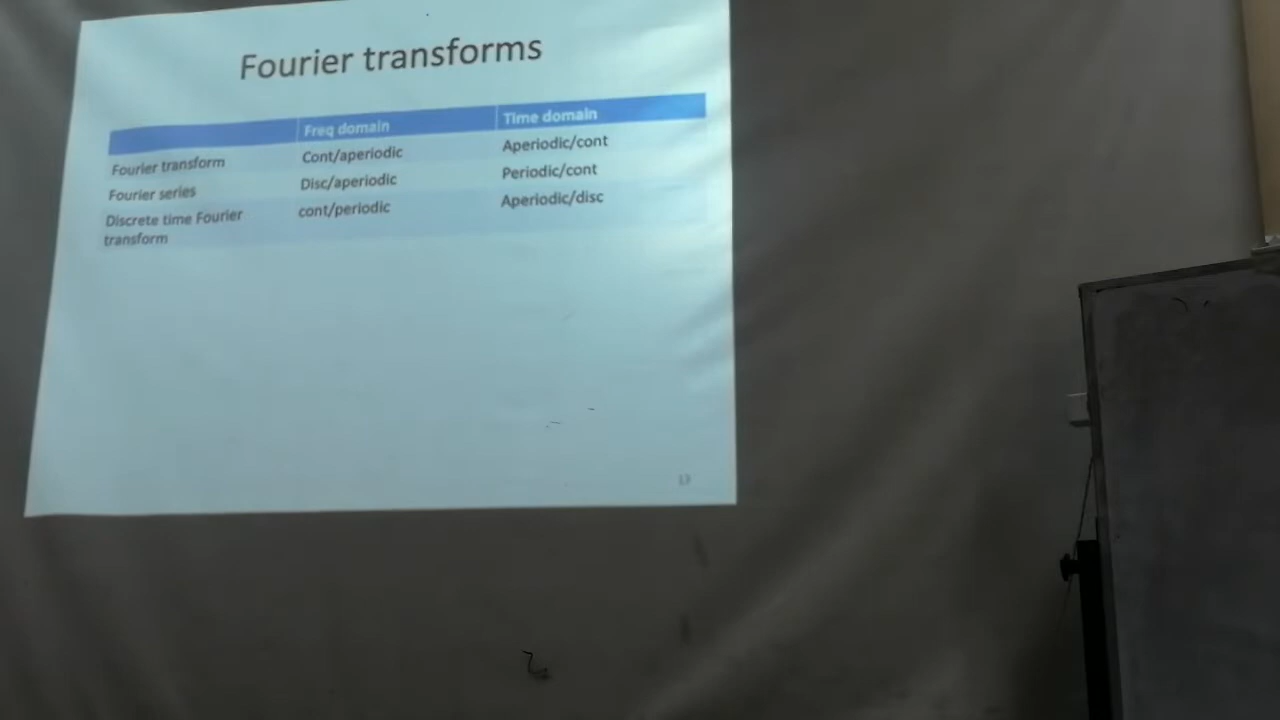 Fourier transforms
Freq domain Time domain
Fourier transform Cont/aperiodic Aperiodic/cont
Fourier series Disc/aperiodic Periodic/cont
Discrete time Fourier cont/periodic Aperiodic/disc
transform